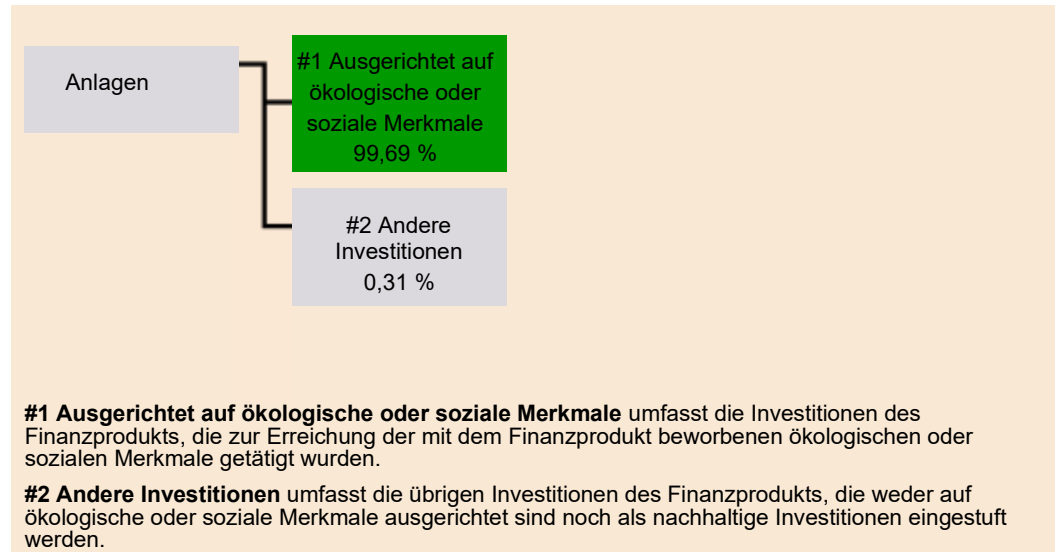 Anlagen
#1 Ausgerichtet auf
ökologische oder
soziale Merkmale
99,69 %
#2 Andere
Investitionen
0,31 %
#1 Ausgerichtet auf ökologische oder soziale Merkmale umfasst die Investitionen des
Finanzprodukts, die zur Erreichung der mit dem Finanzprodukt beworbenen ökologischen oder
sozialen Merkmale getätigt wurden.
#2 Andere Investitionen umfasst die übrigen Investitionen des Finanzprodukts, die weder auf
ökologische oder soziale Merkmale ausgerichtet sind noch als nachhaltige Investitionen eingestuft
werden.